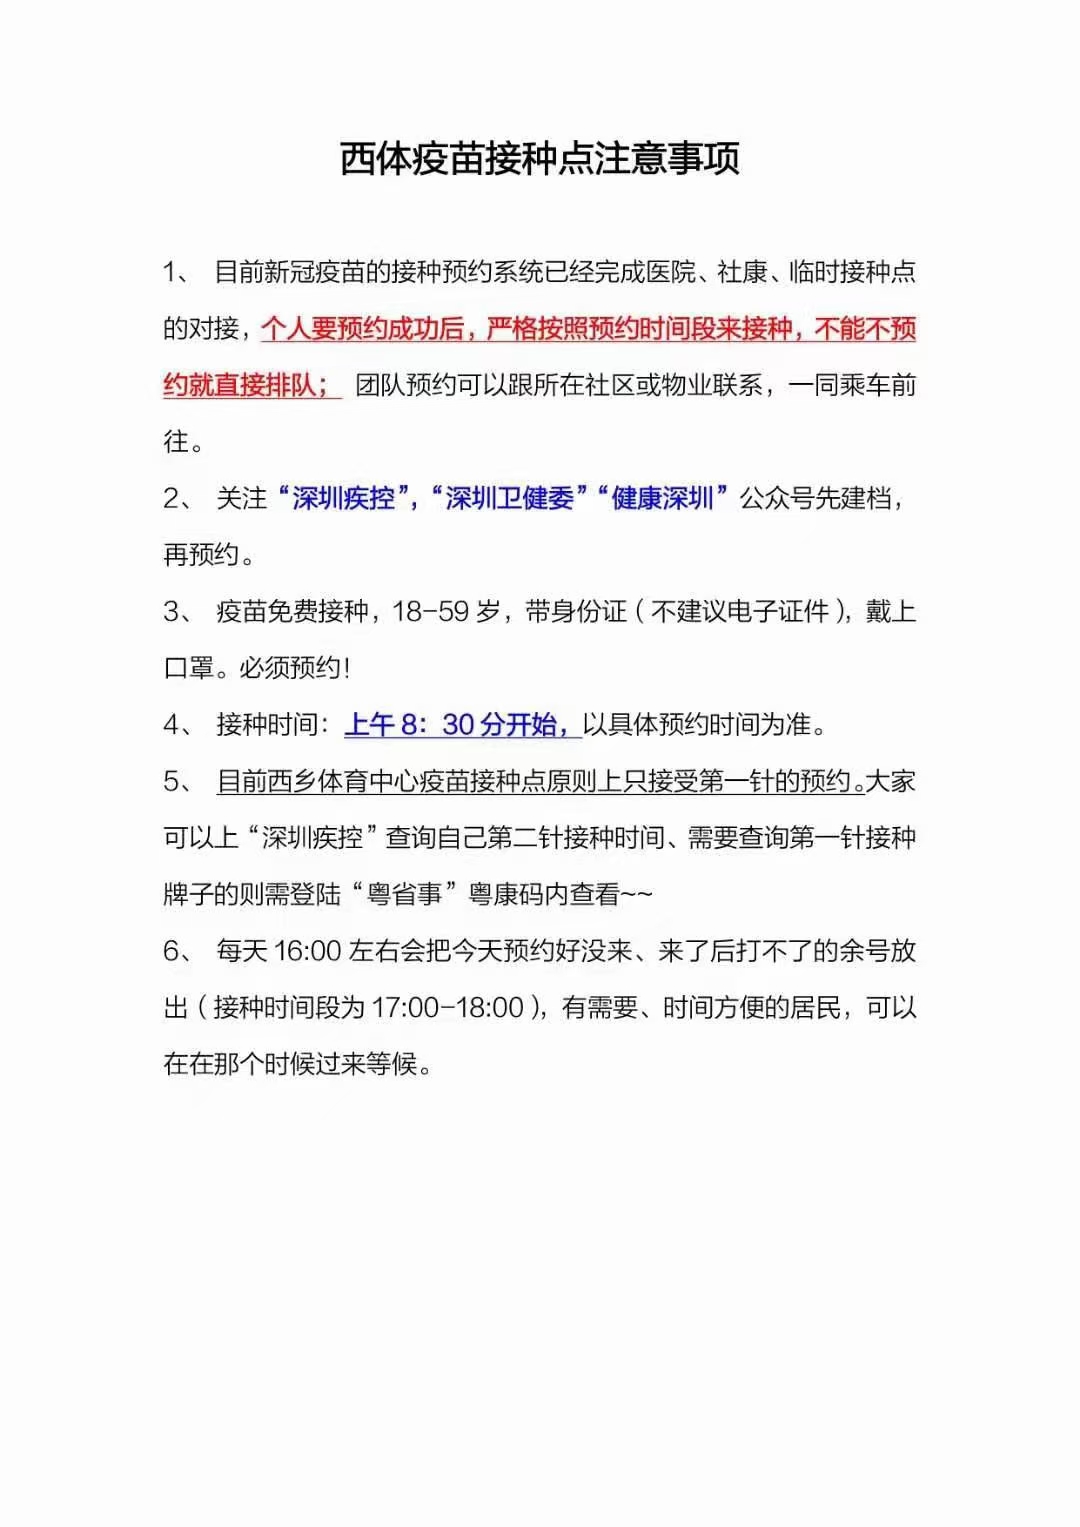 西体疫苗接种点注意事项
1、 目前新冠疫苗的接种预约系统已经完成医院、社康、临时接种点
的对接，个人要预约成功后，严格按照预约时间段来接种，不能不预
约就直接排队； 团队预约可以跟所在社区或物业联系，一同乘车前
往。
2、 关注“深圳疾控”，“深圳卫健委”“健康深圳”公众号先建档，
再预约。
3、 疫苗免费接种，18-59 岁，带身份证（不建议电子证件），戴上
口罩。必须预约！
4、 接种时间：上午 8：30 分开始，以具体预约时间为准。
5、 目前西乡体育中心疫苗接种点原则上只接受第一针的预约。大家
可以上“深圳疾控”查询自己第二针接种时间、需要查询第一针接种
牌子的则需登陆“粤省事”粤康码内查看~~
6、 每天 16:00 左右会把今天预约好没来、来了后打不了的余号放
出（接种时间段为 17:00-18:00），有需要、时间方便的居民，可以
在在那个时候过来等候。